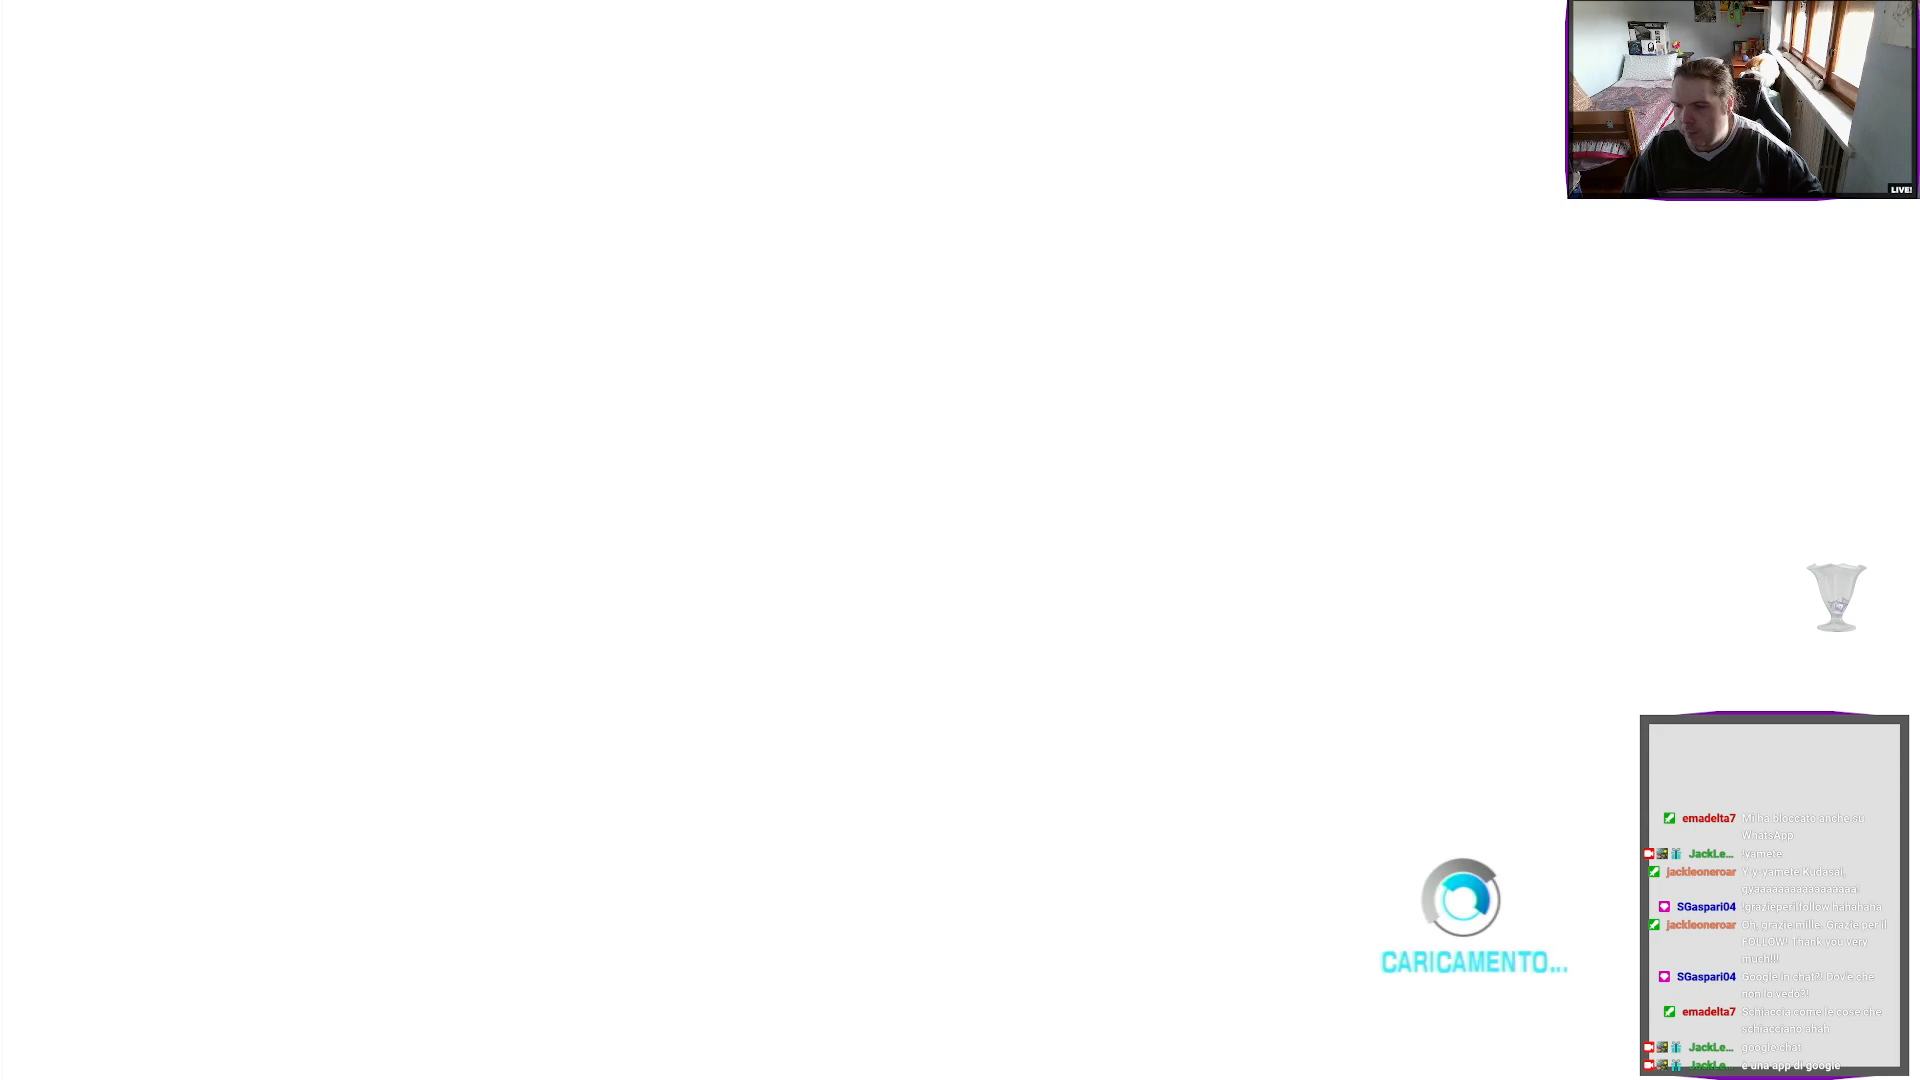 LIVE!
CARICAMENTO...
emadelta7 Mi ha bloccato anche su
WhatsApp
JackLe... !yamete
jackleoneroar Y-y-yamete Kudasai,
SGaspari04 !grazieperilfollow hahahana
jackleoneroar Oh, grazie mille. Grazie per il
FOLLOW! Thank you very
much!!!
SGaspari04 Google in chat?! Dov'è che
non lo vedo?!
emadelta7 Schiaccia come le cose che
schiacciano ahah
JackLe... google chat
JackLe... è una app di google